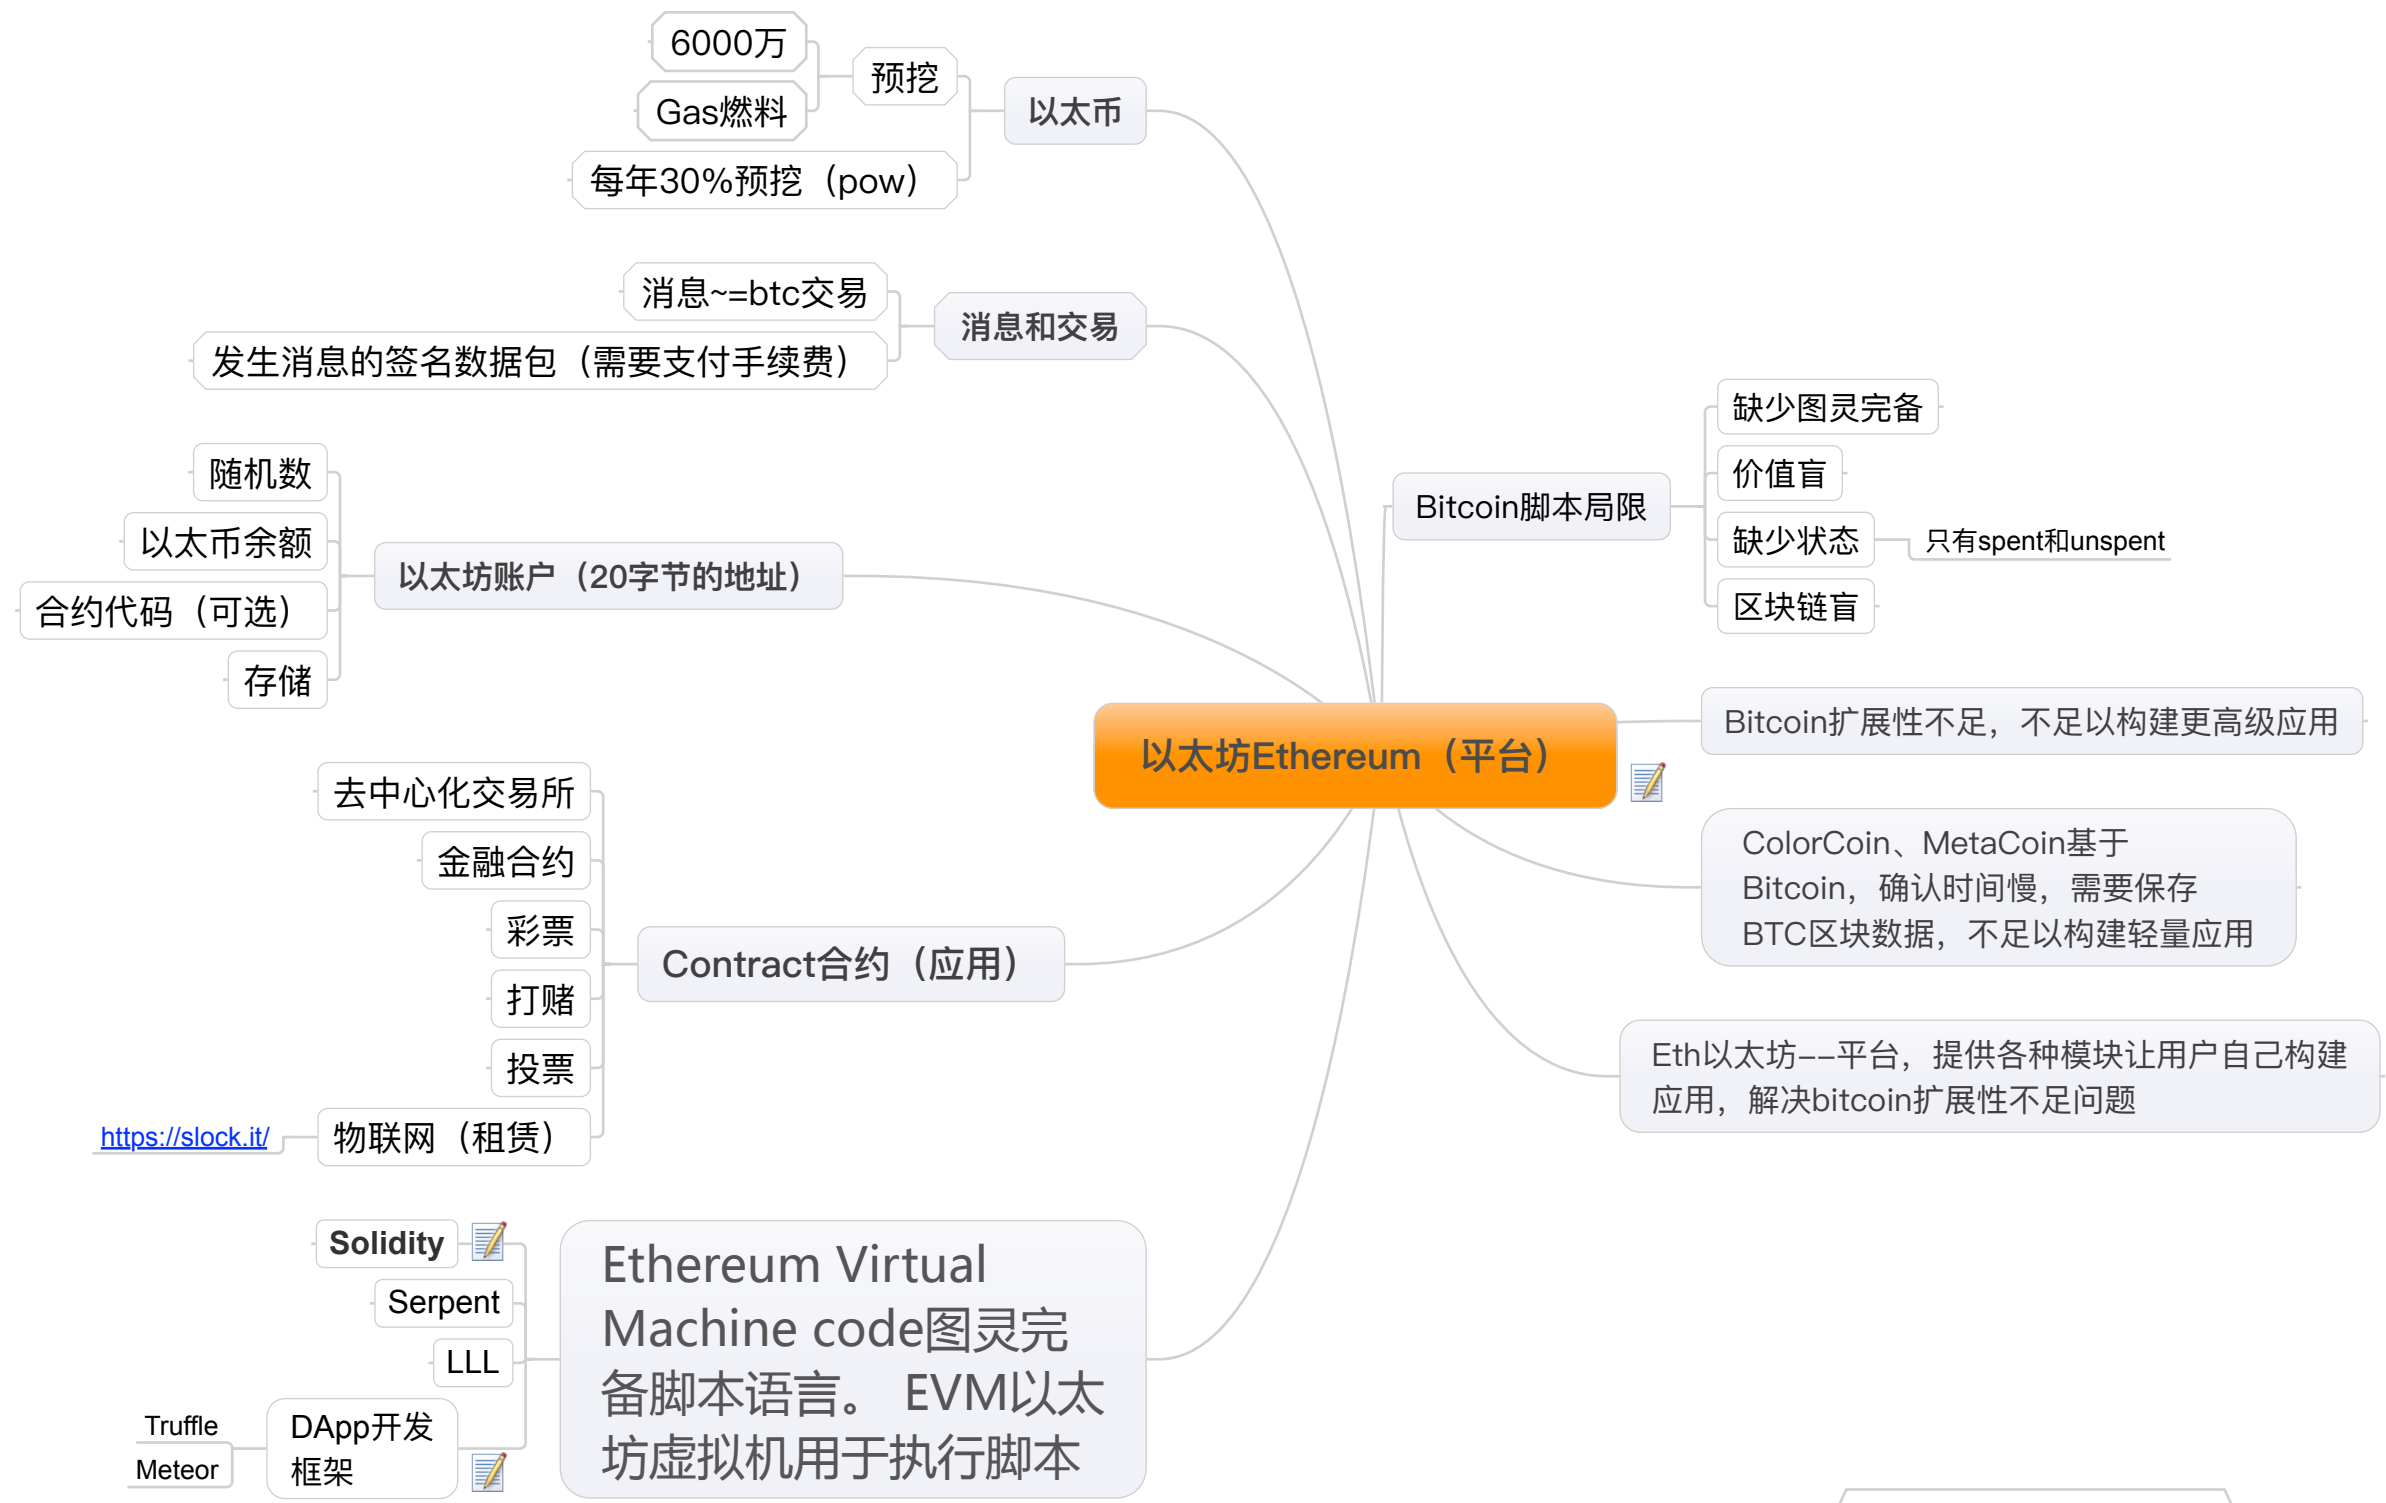 6000万
预挖
Gas燃料
以太币
每年30%预挖（pow）
消息~=btc交易
消息和交易
发生消息的签名数据包（需要支付手续费）
随机数
以太币余额
以太坊账户（20字节的地址）
合约代码（可选）
存储
去中心化交易所
金融合约
彩票
Contract合约（应用）
打赌
投票
物联网（租赁）
https://slock.it/
Solidity
Serpent
LLL
DApp开发
框架
Truffle
Meteor
Ethereum Virtual
Machine code图灵完
备脚本语言。 EVM以太
坊虚拟机用于执行脚本
以太坊Ethereum（平台）
Bitcoin脚本局限
缺少图灵完备
价值盲
缺少状态
只有spent和unspent
区块链盲
Bitcoin扩展性不足，不足以构建更高级应用
ColorCoin、MetaCoin基于
Bitcoin，确认时间慢，需要保存
BTC区块数据，不足以构建轻量应用
Eth以太坊--平台，提供各种模块让用户自己构建
应用，解决bitcoin扩展性不足问题